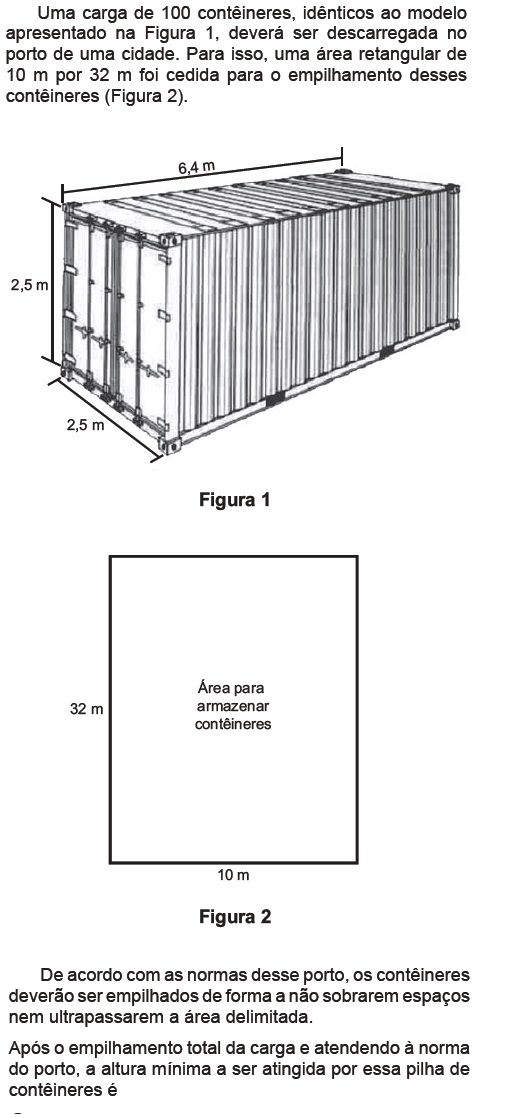 Uma carga de 100 contêineres, idênticos ao modelo
apresentado na Figura 1, deverá ser descarregada no
porto de uma cidade. Para isso, uma área retangular de
10 m por 32 m foi cedida para o empilhamento desses
contêineres (Figura 2).
6,4 m
2,5 m
2,5 m
Figura 1
Área para
armazenar
contêineres
32 m
10 m
Figura 2
De acordo com as normas desse porto, os contêineres
deverão ser empilhados de forma a não sobrarem espaços
nem ultrapassarem a área delimitada.
Após o empilhamento total da carga e atendendo à norma
do porto, a altura mínima a ser atingida por essa pilha de
contêineres é